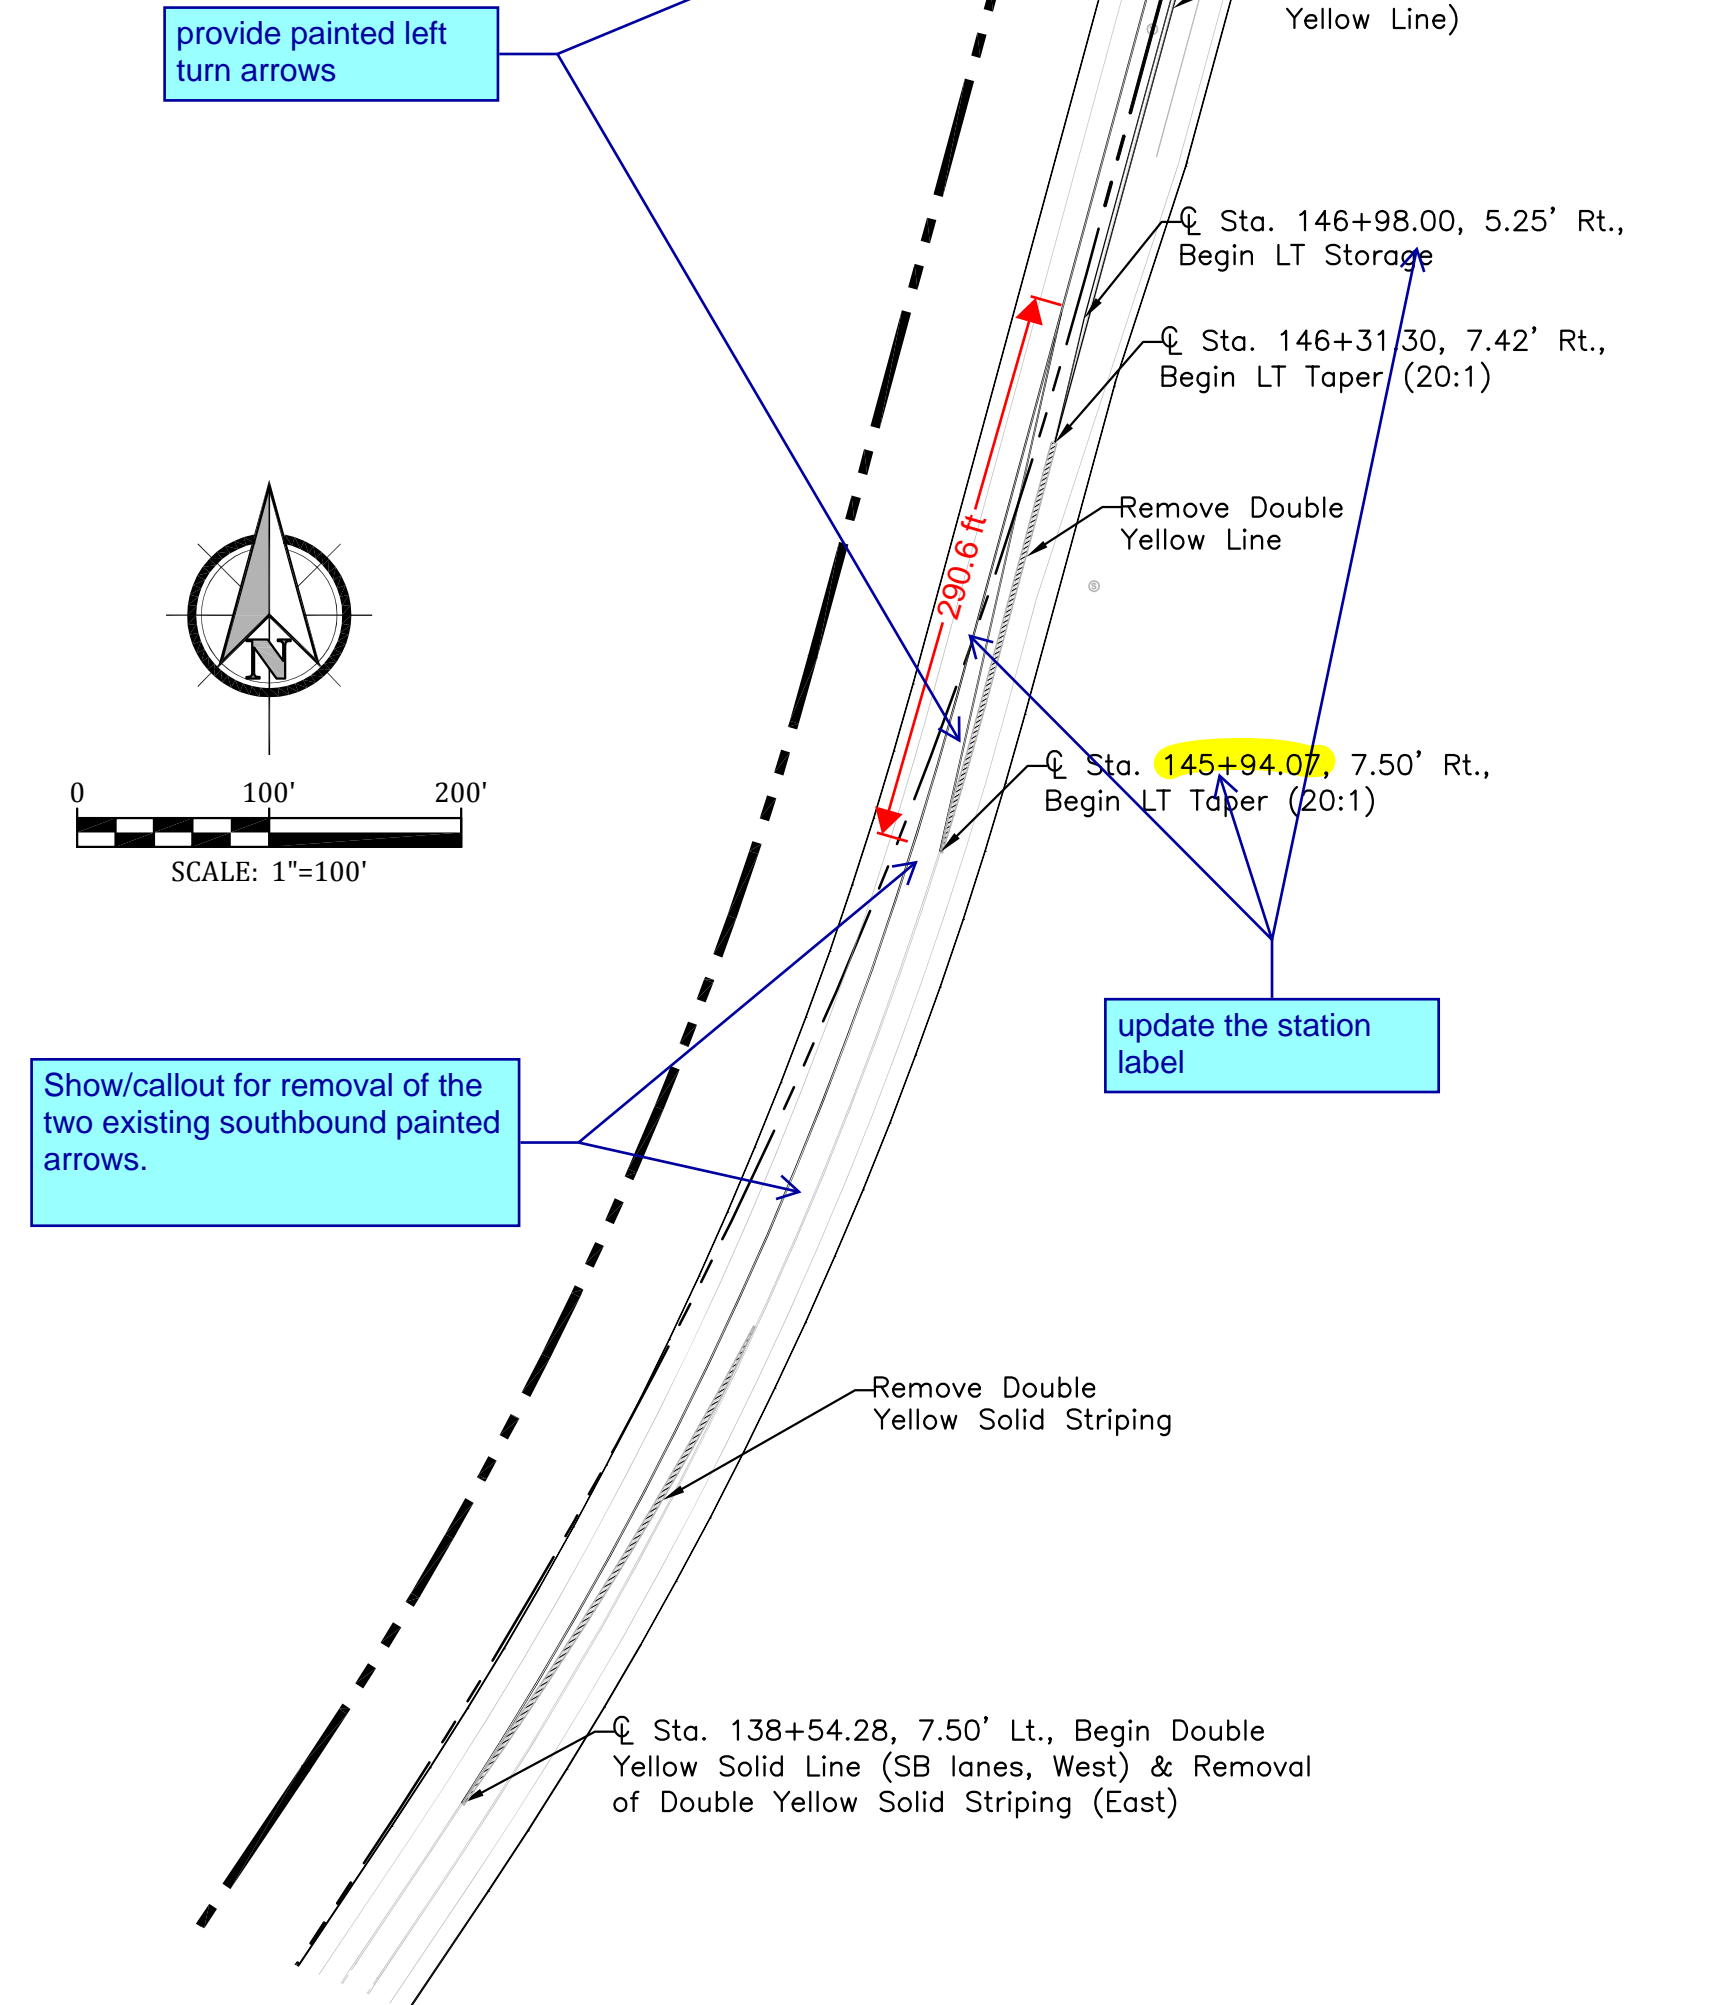 provide painted left
turn arrows
Yellow Line)
℄ Sta. 146+98.00, 5.25' Rt.,
Begin LT Storage
℄ Sta. 146+31.30, 7.42' Rt.,
Begin LT Taper (20:1)
Remove Double
Yellow Line
290.6 ft
S
N
℄ Sta. 145+94.07, 7.50' Rt.,
Begin LT Taper (20:1)
0 100' 200'
SCALE: 1"=100'
update the station
label
Show/callout for removal of the
two existing southbound painted
arrows.
Remove Double
Yellow Solid Striping
℄ Sta. 138+54.28, 7.50' Lt., Begin Double
Yellow Solid Line (SB lanes, West) & Removal
of Double Yellow Solid Striping (East)